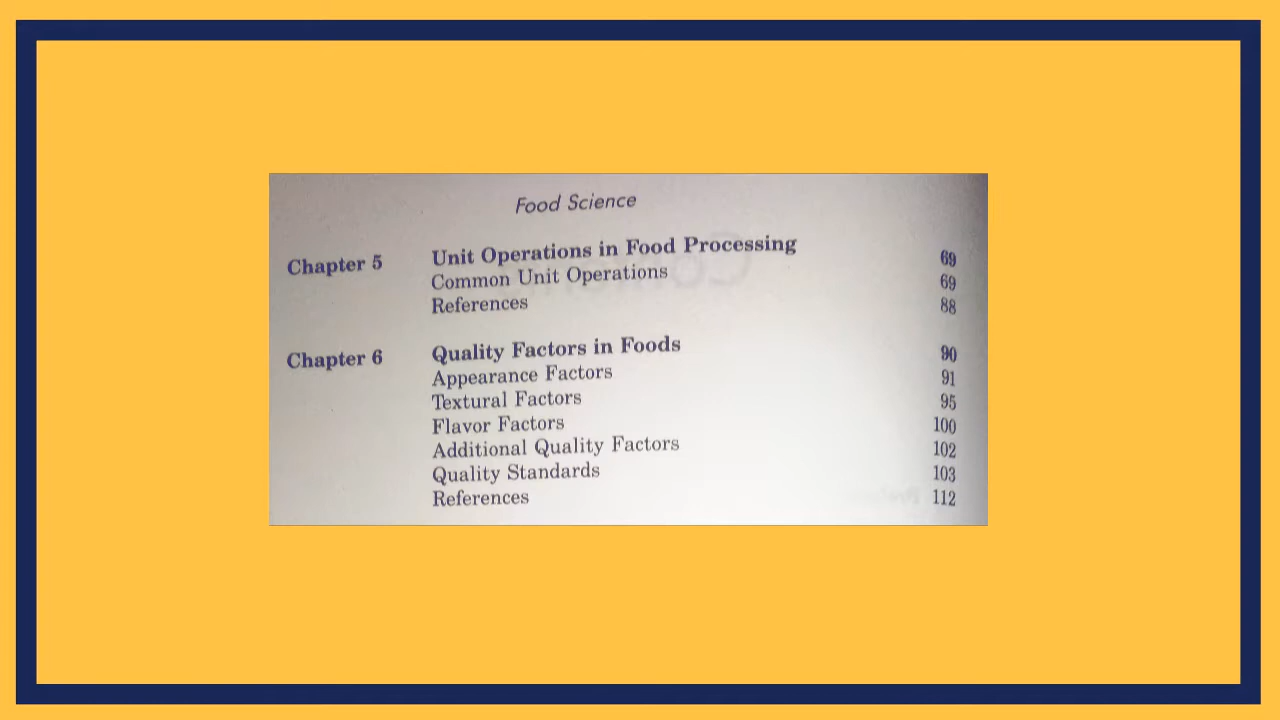 Food Science
Chapter 5 Unit Operations in Food Processing 69
Common Unit Operations 69
References 88
Chapter 6 Quality Factors in Foods 90
Appearance Factors 91
Textural Factors 95
Flavor Factors 100
Additional Quality Factors 102
Quality Standards 103
References 112